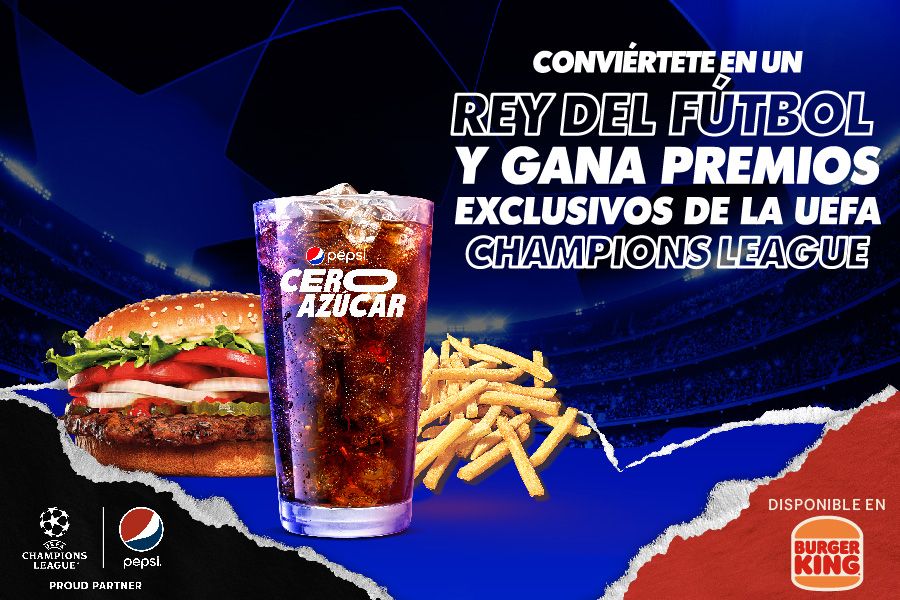 CONVIÉRTETE EN UN
REY DEL FÚTBOL
Y GANA PREMIOS
EXCLUSIVOS DE LA UEFA
CHAMPIONS LEAGUE
pepsi.
CERO
AZÚCAR
UEFA
CHAMPIONS
LEAGUE
pepsi.
PROUD PARTNER
DISPONIBLE EN
BURGER
KING